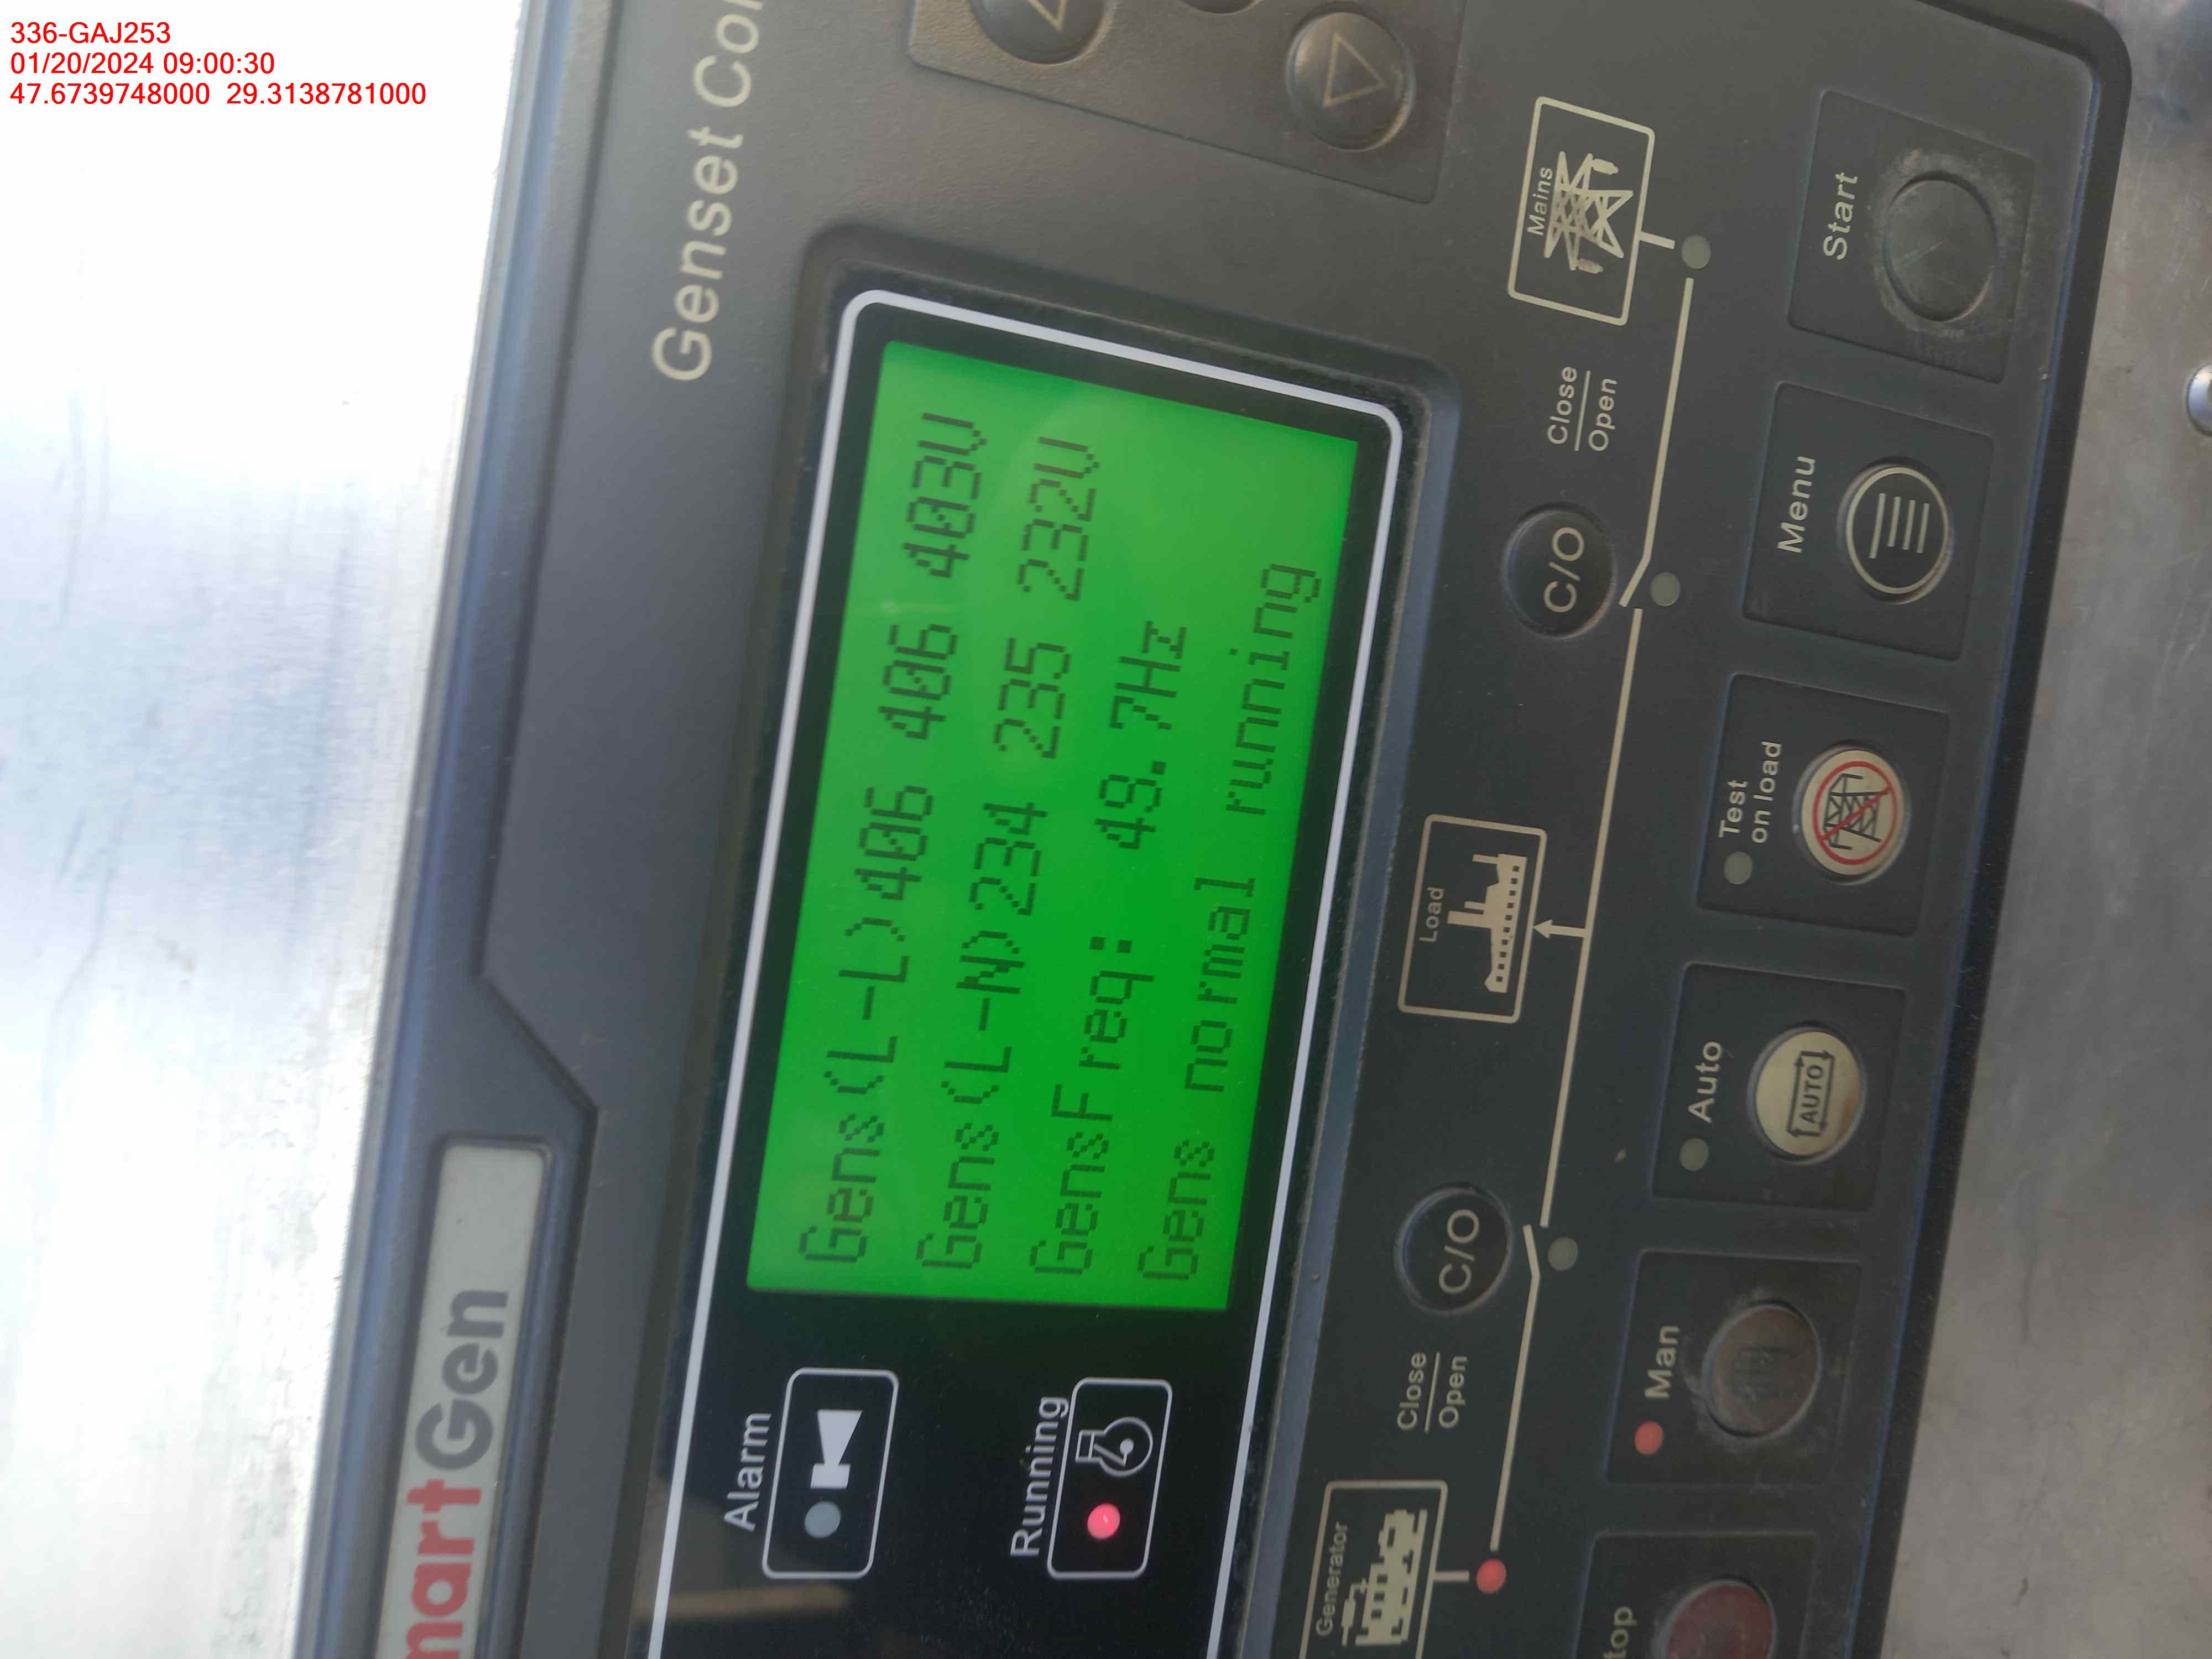 336-GAJ253
01/20/2024 09:00:30
47.6739748000 29.3138781000
martGen
Genset Con
Alarm
Running
Gens(L-L)406 406 403V
Gens(L-N)234 235 232V
GensFreq: 49.7Hz
Gens normal running
Generator
Close
Open
C/O
Load
C/O
Close
Open
Mains
top
Man
Auto
AUTO
Test
on load
Menu
Start